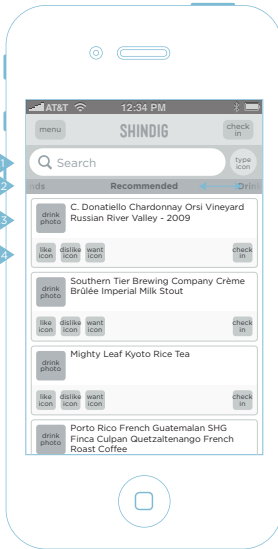 AT&T 12:34 PM
menu SHINDIG check in
1 Search type icon
2 nds Recommended Drin
3 drink photo C. Donatiello Chardonnay Orsi Vineyard
Russian River Valley - 2009
4 like icon dislike icon want icon check in
drink photo Southern Tier Brewing Company Crème
Brûlée Imperial Milk Stout
like icon dislike icon want icon check in
drink photo Mighty Leaf Kyoto Rice Tea
like icon dislike icon want icon check in
drink photo Porto Rico French Guatemalan SHG
Finca Culpan Quetzaltenango French
Roast Coffee